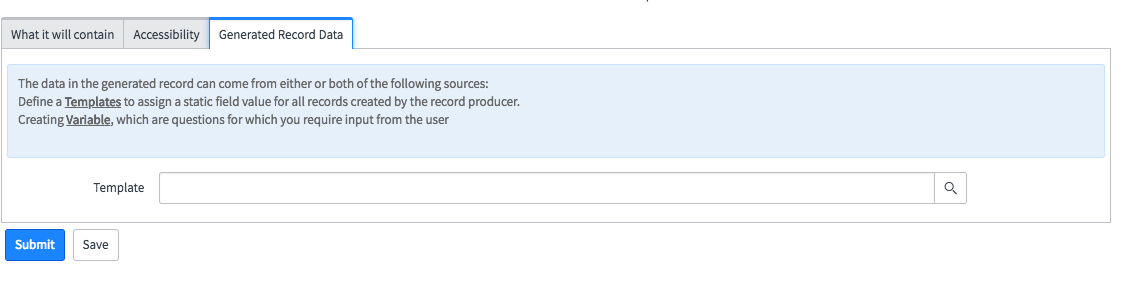 What it will contain
Accessibility
Generated Record Data
The data in the generated record can come from either or both of the following sources:
Define a Templates to assign a static field value for all records created by the record producer.
Creating Variable, which are questions for which you require input from the user
Template
Submit
Save